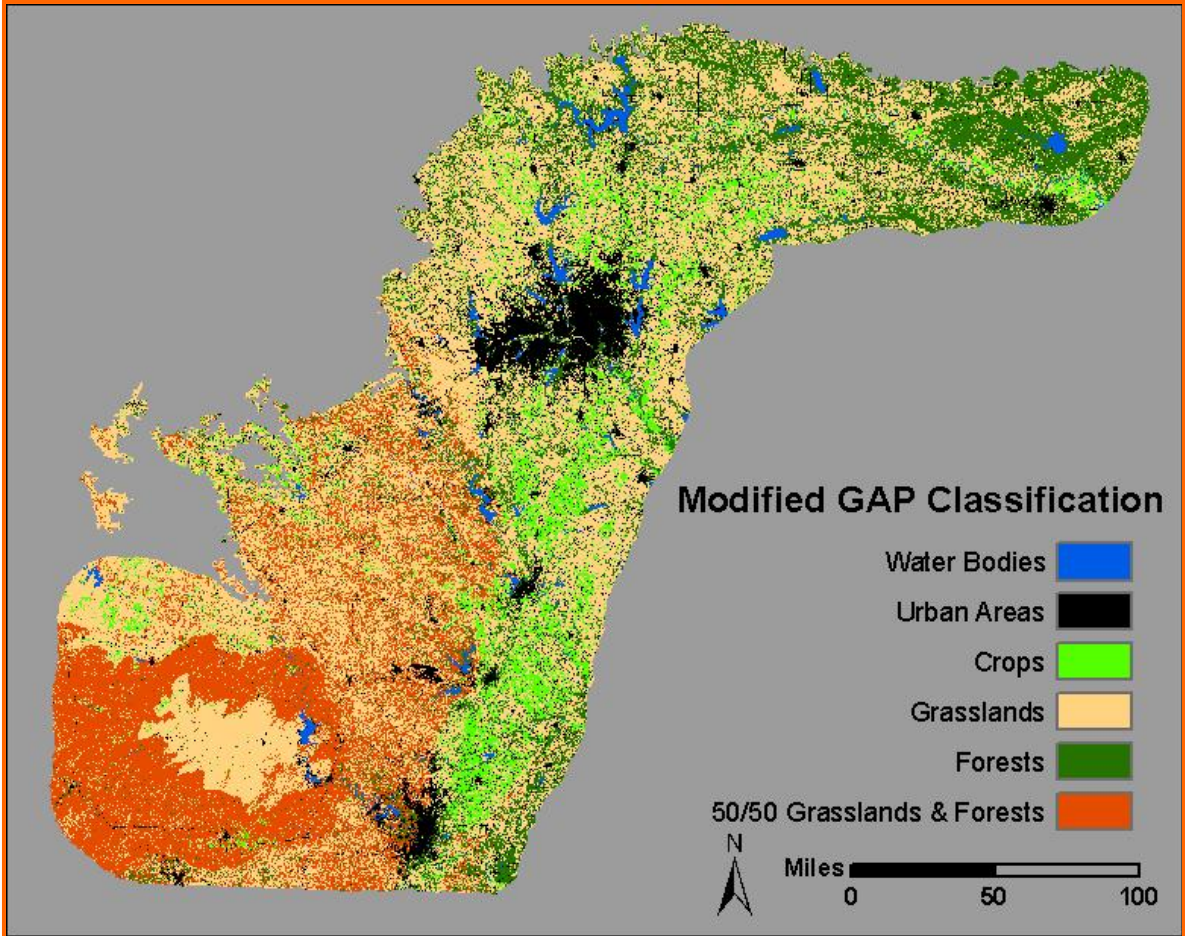 Modified GAP Classification
Water Bodies
Urban Areas
Crops
Grasslands
Forests
50/50 Grasslands & Forests
N
Miles
0 50 100